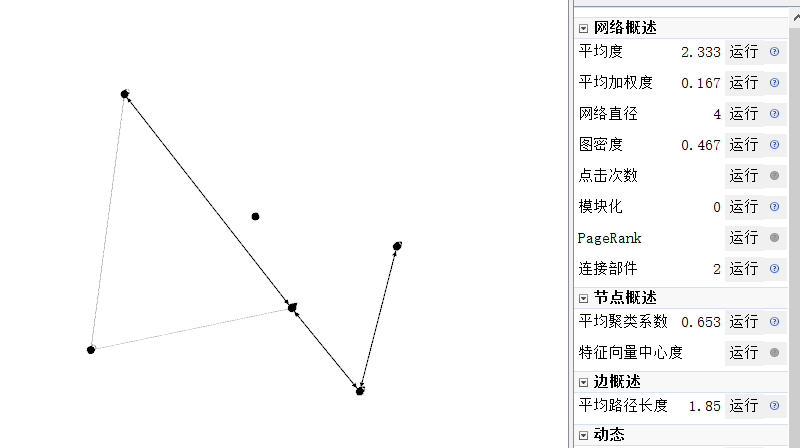 网络概述
平均度 2.333 运行
平均加权度 0.167 运行
网络直径 4 运行
图密度 0.467 运行
点击次数 运行
模块化 0 运行
PageRank 运行
连接部件 2 运行
节点概述
平均聚类系数 0.653 运行
特征向量中心度 运行
边概述
平均路径长度 1.85 运行
动态